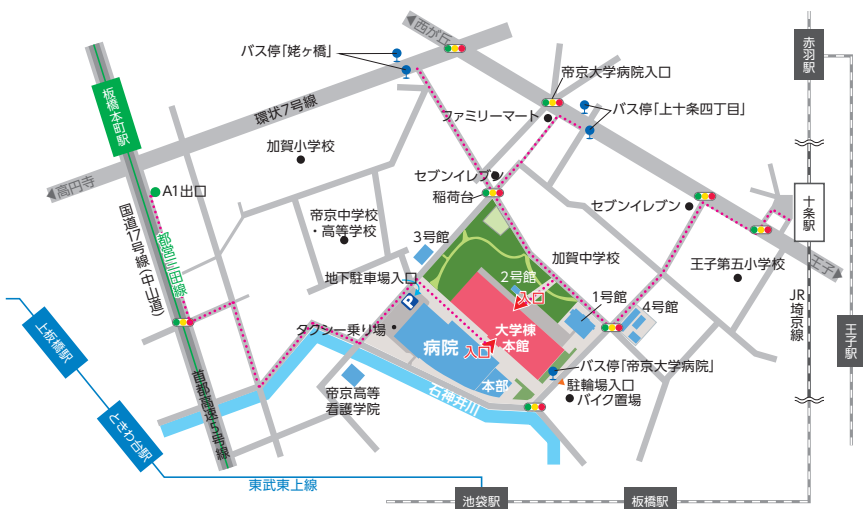 西が丘
バス停「姥ヶ橋」
帝京大学病院入口
赤羽駅
板橋本町駅
環状7号線
ファミリーマート
バス停「上十条四丁目」
加賀小学校
高円寺
A1出口
セブンイレブン
稲荷台
セブンイレブン
十条駅
国道17号線(中山道)
都営三田線
帝京中学校
・高等学校
3号館
加賀中学校
王子第五小学校
王子
地下駐車場入口
2号館
入口
1号館
4号館
JR埼京線
P
タクシー乗り場
大学棟
本館
病院
入口
上板橋駅
王子駅
バス停「帝京大学病院」
本部
駐輪場入口
バイク置場
帝京高等
看護学院
石神井川
首都高速5号線
ときわ台駅
東武東上線
池袋駅
板橋駅